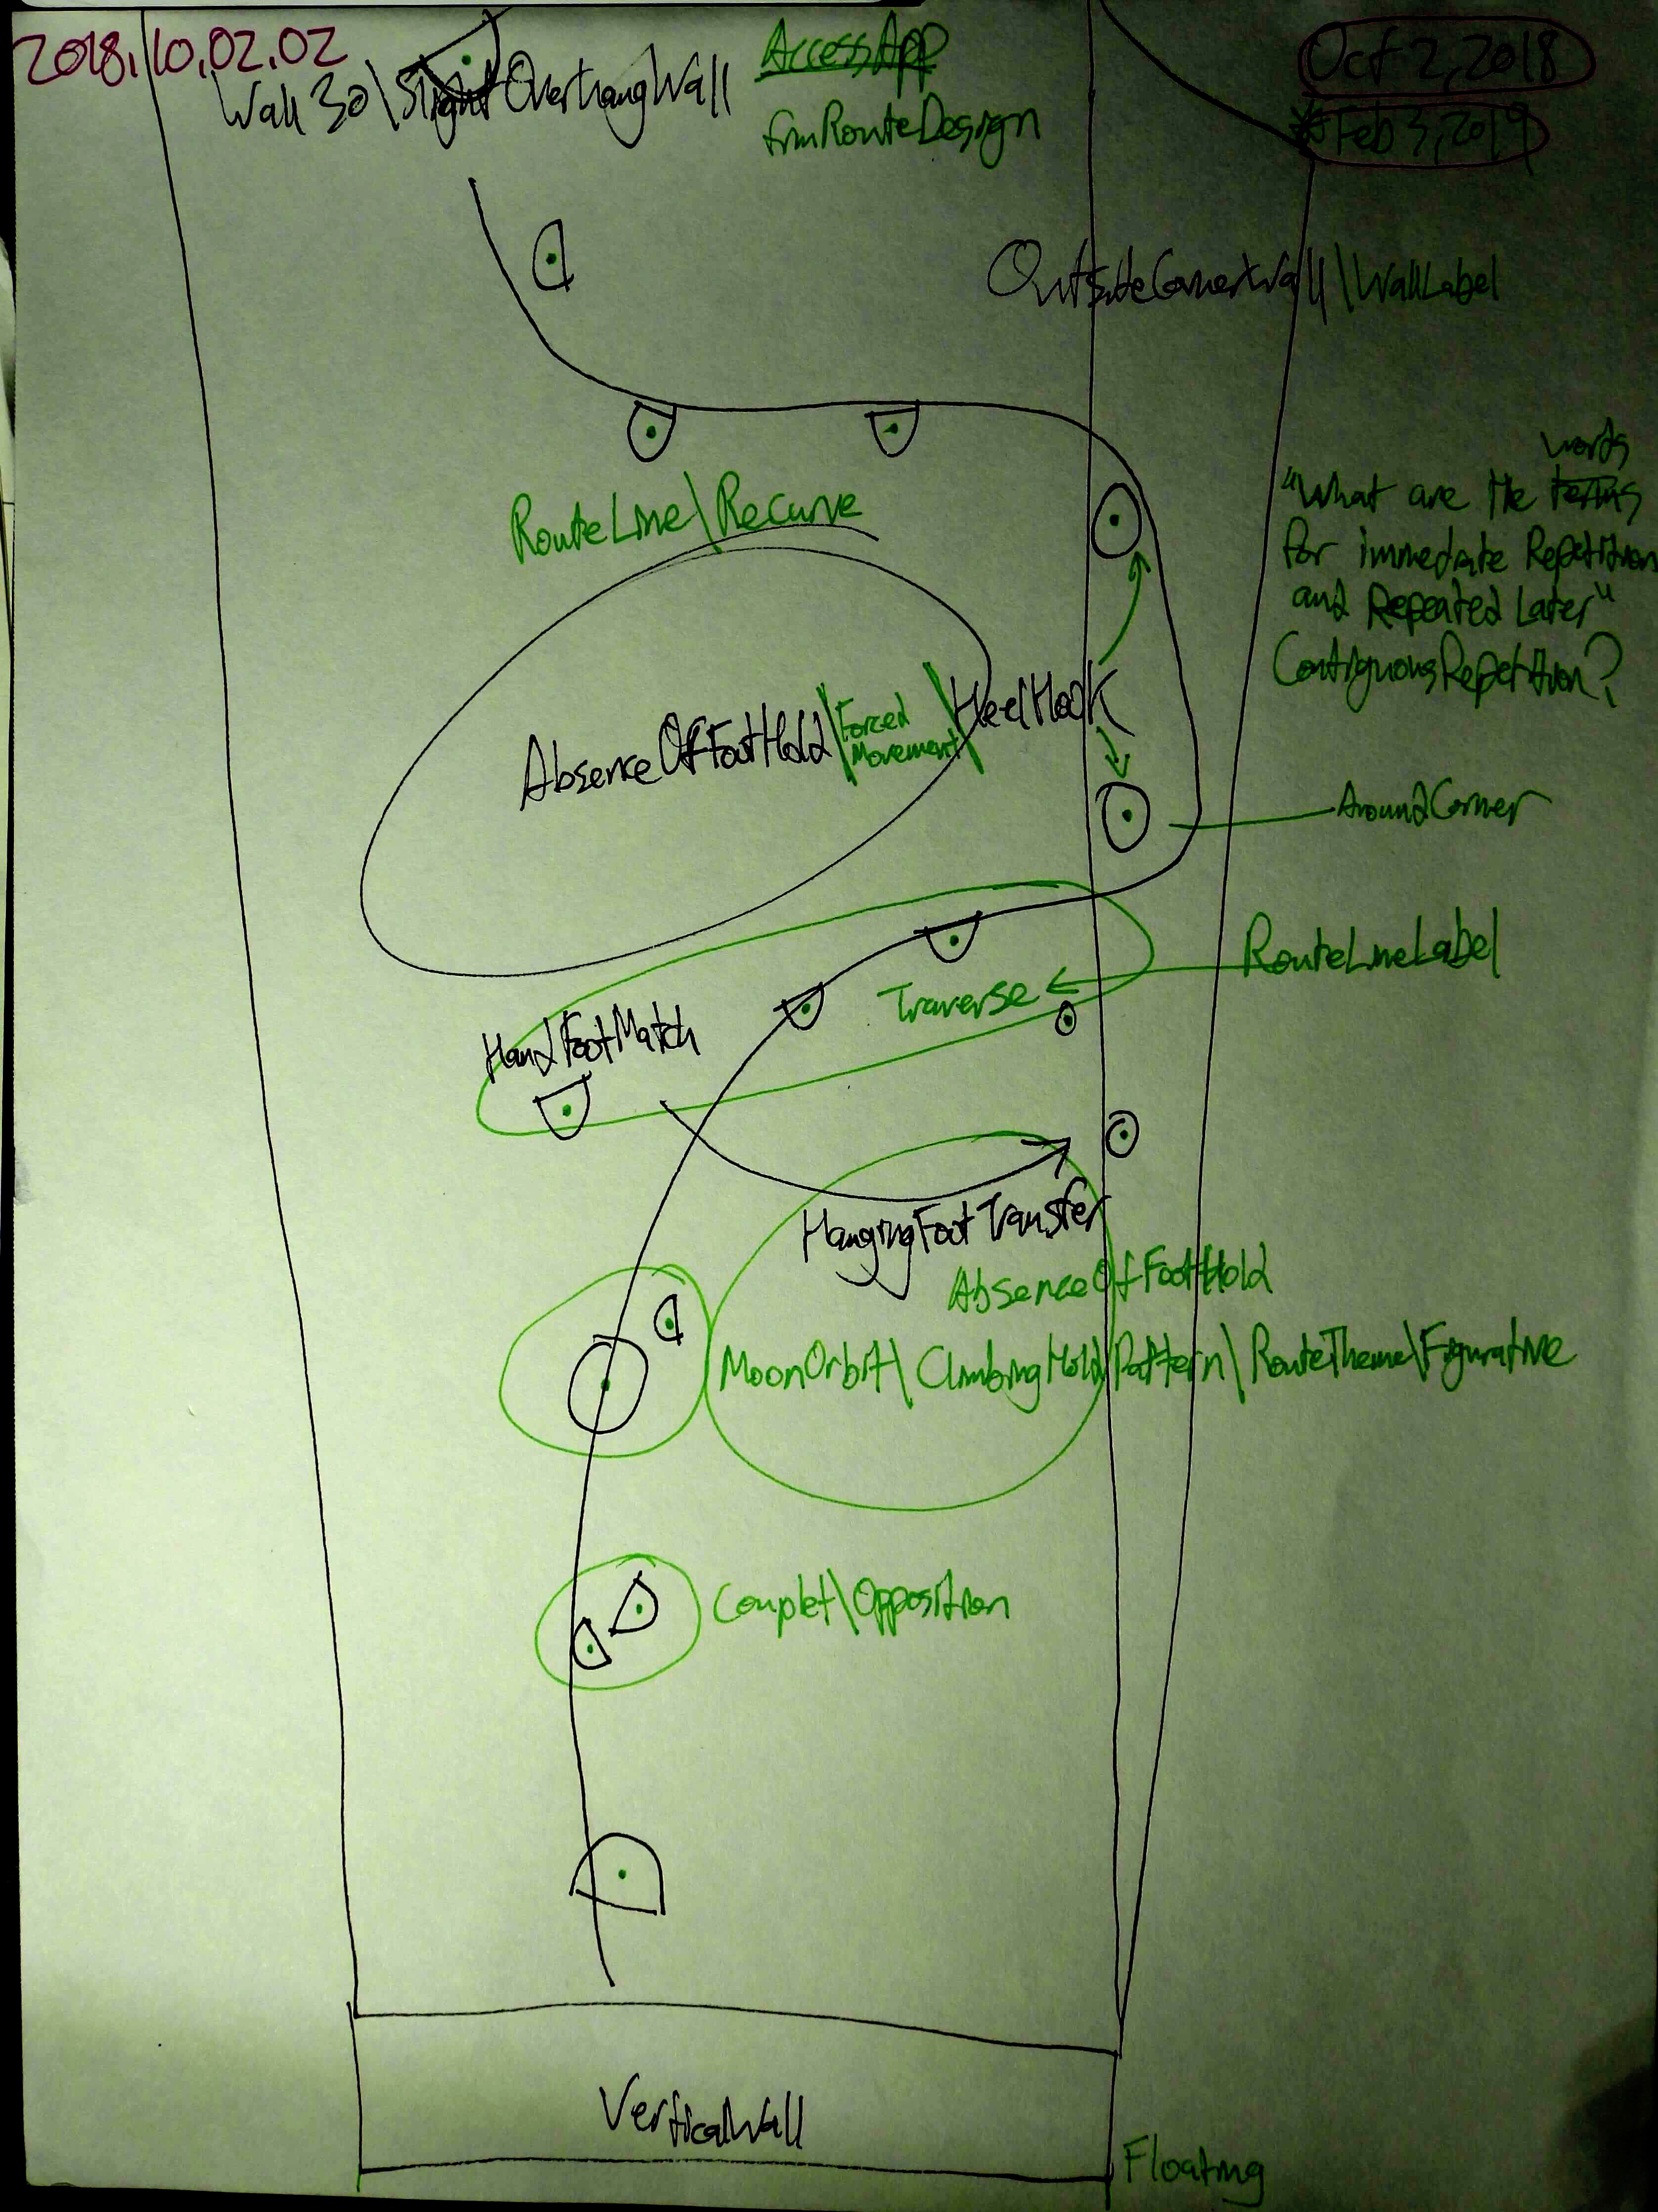 2018.10.02.02
Wall 30\SlightOverhangWall
AccessApp
frmRouteDesign
Oct 2, 2018
*Feb 3, 2019
OutsideCornerWall\WallLabel
words
"What are the terms
for immediate Repetition
and Repeated Later"
ContiguousRepetition?
RouteLine\Recurve
AbsenceOfFootHold\Forced
Movement\HeelHook
AroundCorner
RouteLineLabel
Traverse
HandFootMatch
HangingFootTransfer
AbsenceOfFootHold
MoonOrbit\ClimbingHoldPattern\RouteTheme\Figurative
Couplet\Opposition
VerticalWall
Floating